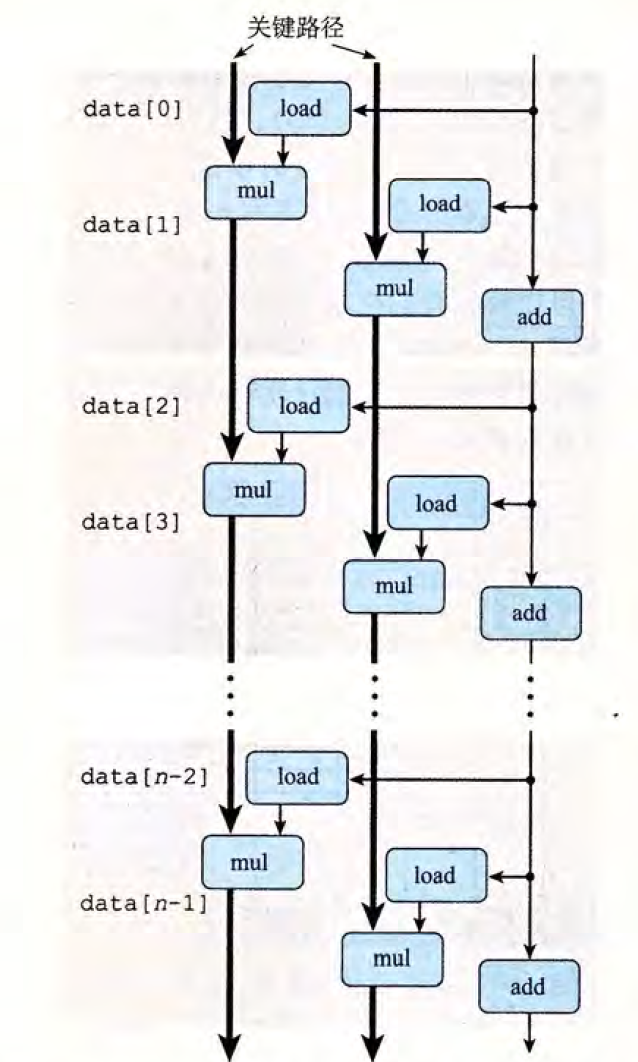 关键路径
data[0]
load
mul
data[1]
load
mul
add
data[2]
load
mul
data[3]
load
mul
add
data[n-2]
load
mul
data[n-1]
load
mul
add